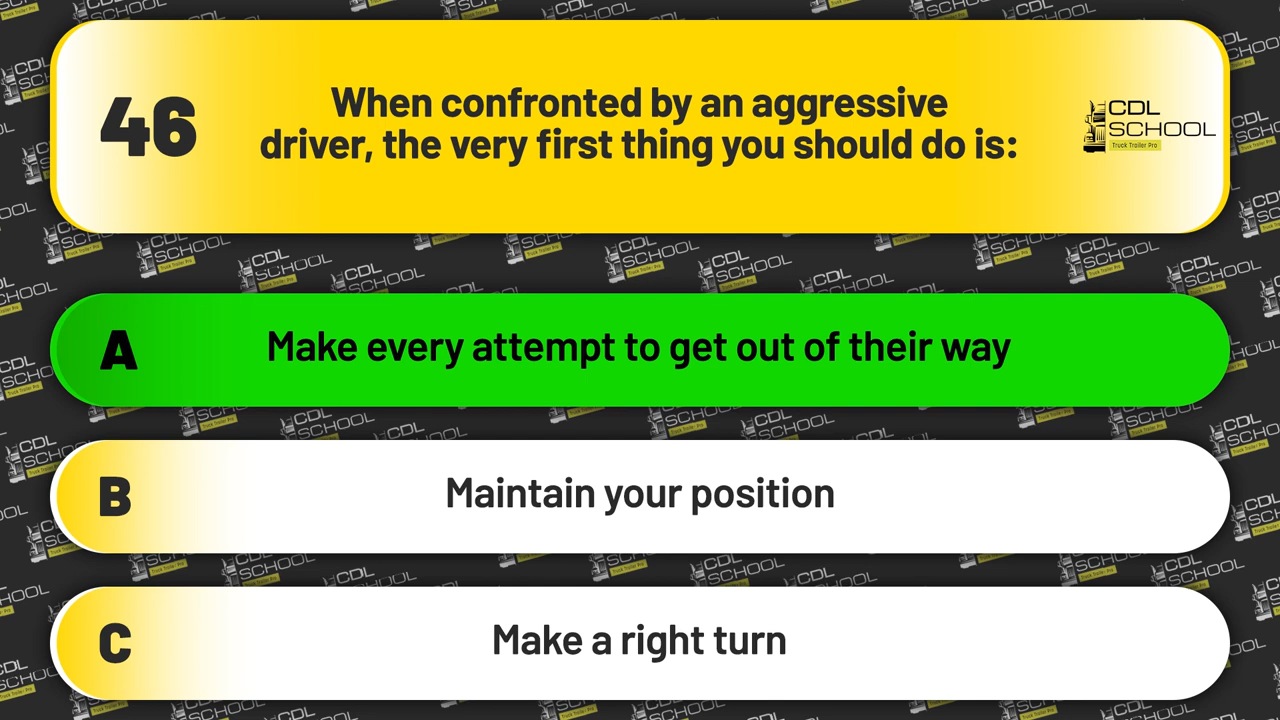 46
When confronted by an aggressive
driver, the very first thing you should do is:
CDL
SCHOOL
Truck Trailer Pro
A
Make every attempt to get out of their way
B
Maintain your position
C
Make a right turn